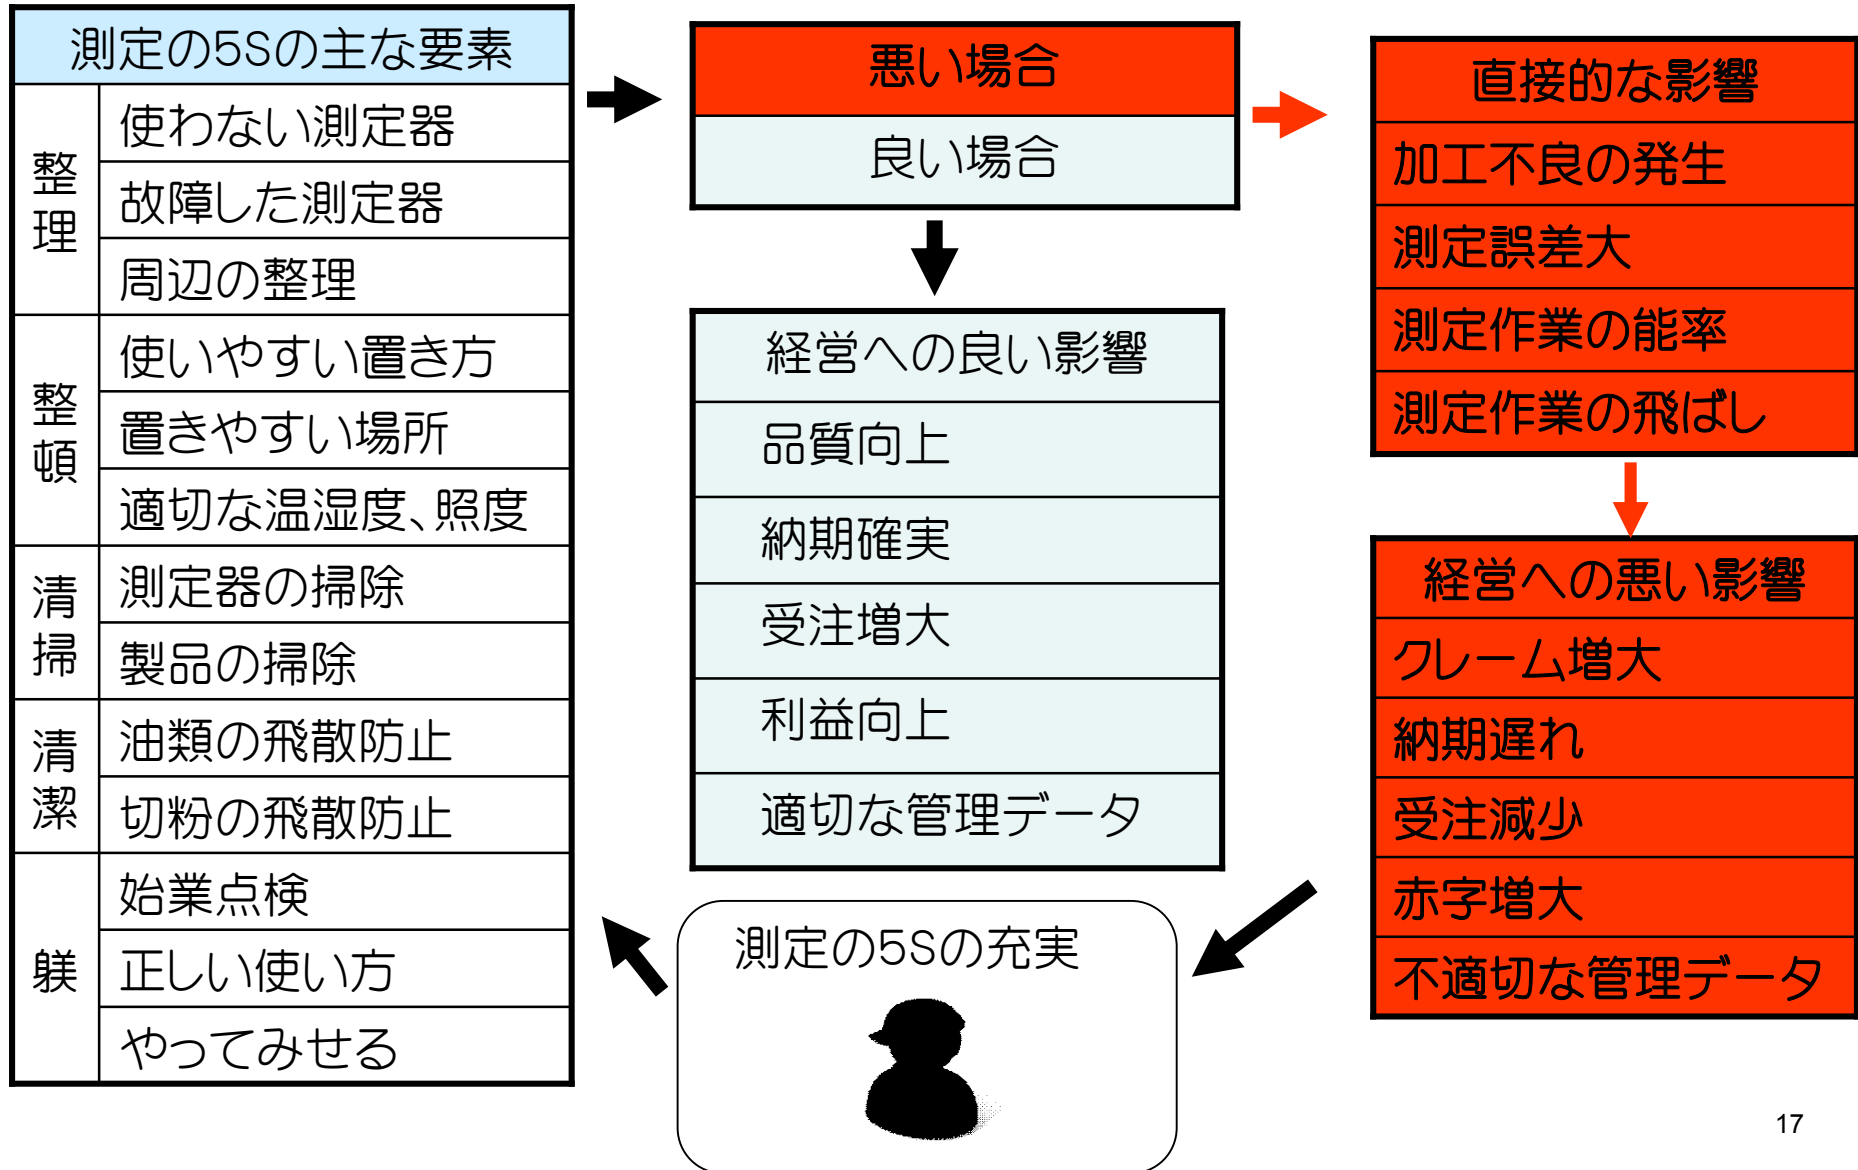 測定の5Sの主な要素
整理
使わない測定器
故障した測定器
周辺の整理
整頓
使いやすい置き方
置きやすい場所
適切な温湿度、照度
清掃
測定器の掃除
製品の掃除
清潔
油類の飛散防止
切粉の飛散防止
躾
始業点検
正しい使い方
やってみせる
悪い場合
良い場合
経営への良い影響
品質向上
納期確実
受注増大
利益向上
適切な管理データ
測定の5Sの充実
直接的な影響
加工不良の発生
測定誤差大
測定作業の能率
測定作業の飛ばし
経営への悪い影響
クレーム増大
納期遅れ
受注減少
赤字増大
不適切な管理データ
17